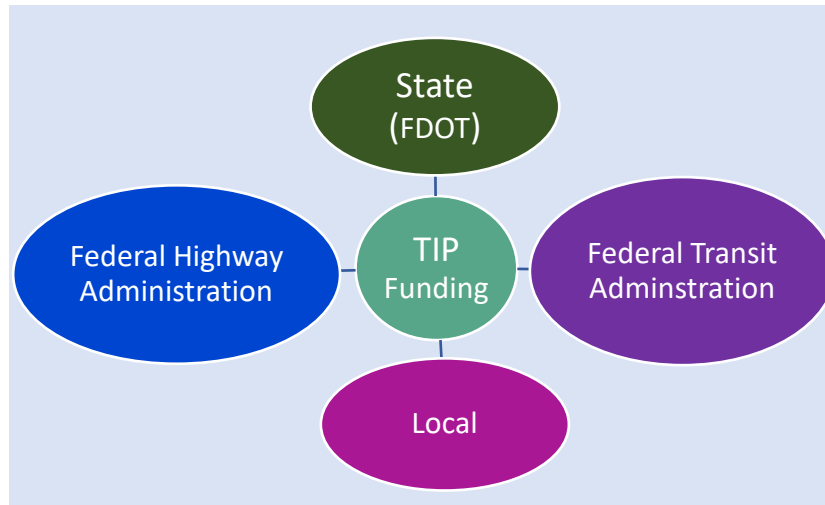 State
(FDOT)
Federal Highway
Administration
TIP
Funding
Federal Transit
Adminstration
Local